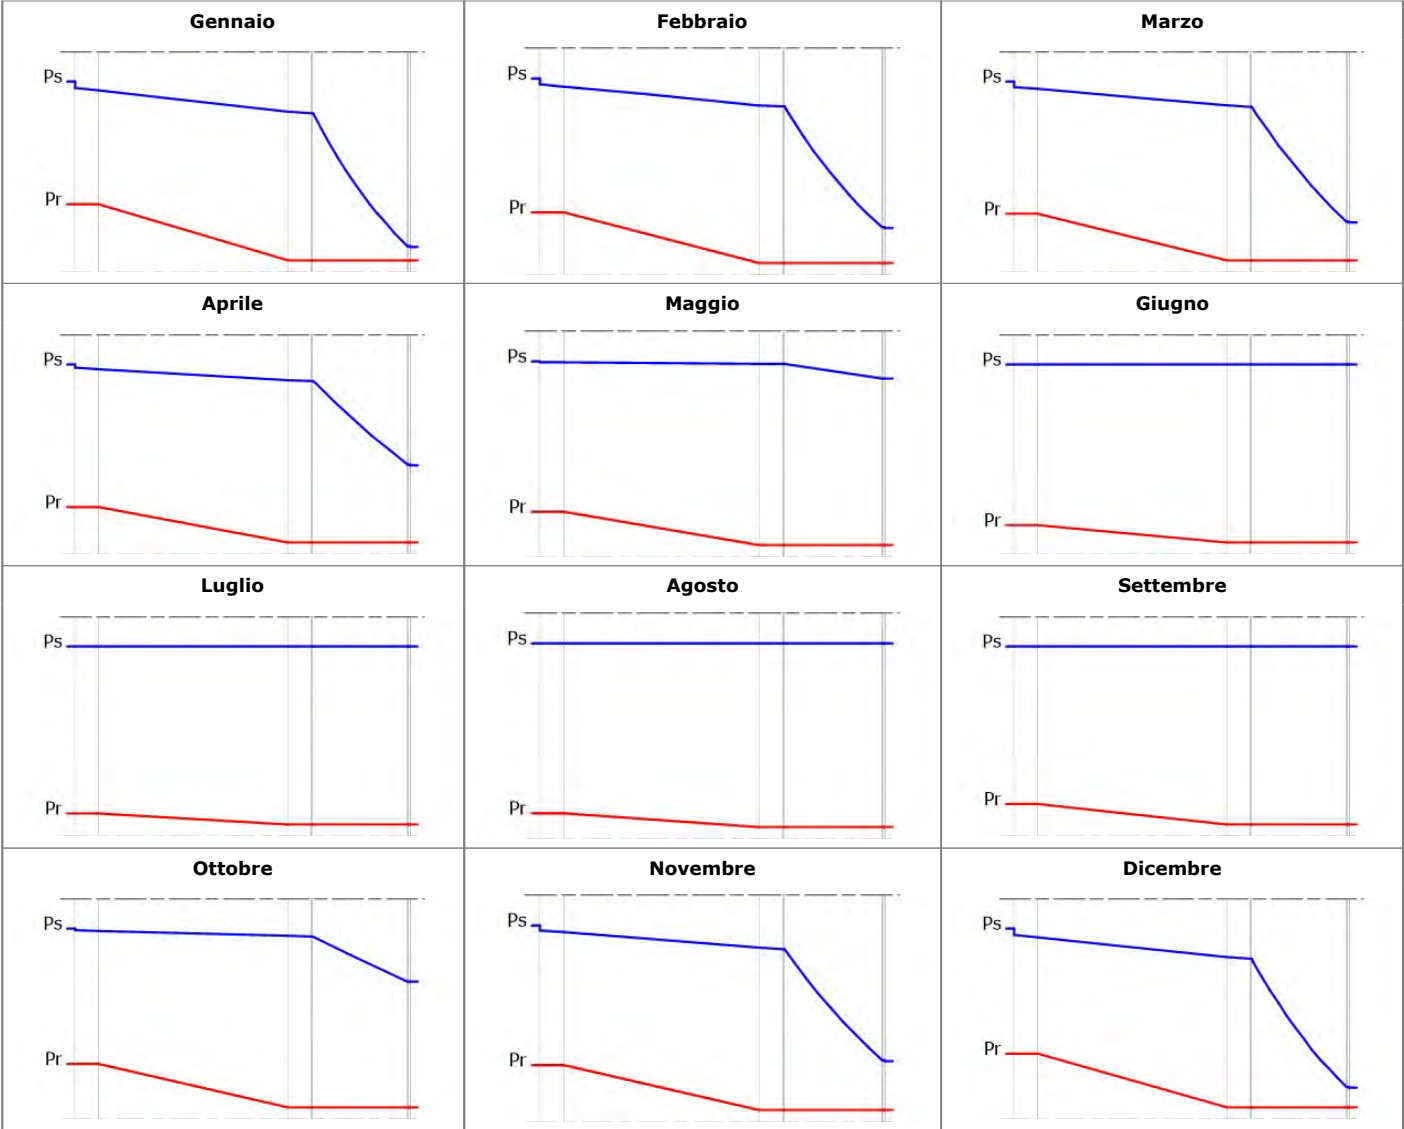 Gennaio
Febbraio
Marzo
Ps
Pr
Ps
Pr
Ps
Pr
Aprile
Maggio
Giugno
Ps
Pr
Ps
Pr
Ps
Pr
Luglio
Agosto
Settembre
Ps
Pr
Ps
Pr
Ps
Pr
Ottobre
Novembre
Dicembre
Ps
Pr
Ps
Pr
Ps
Pr